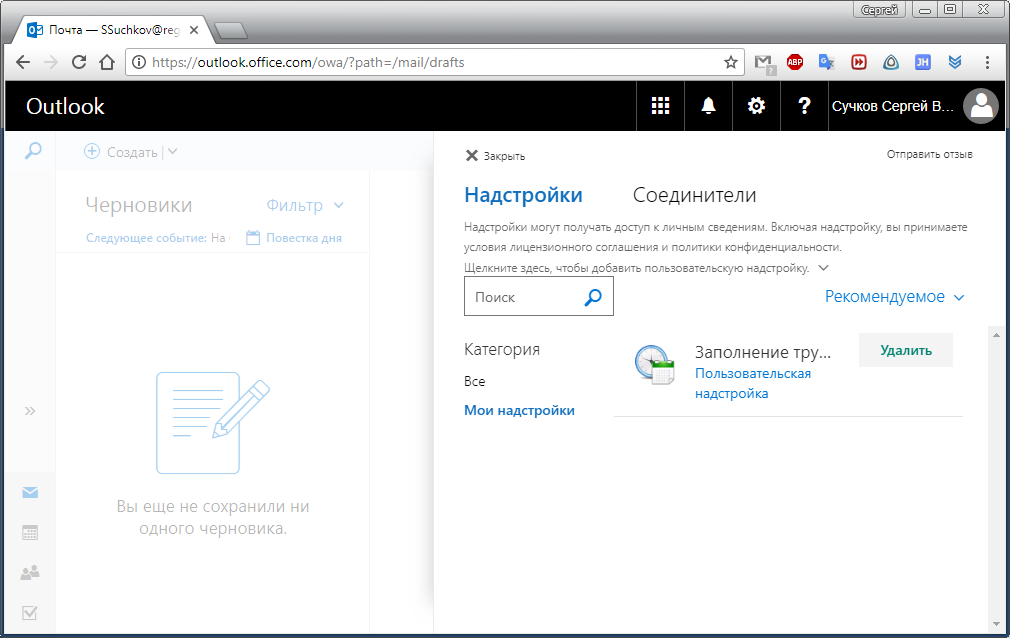 Сергей
Почта — SSuchkov@reg
https://outlook.office.com/owa/?path=/mail/drafts
?
ABP
G
JH
Outlook
?
Сучков Сергей В...
Создать
Закрыть
Отправить отзыв
Черновики
Фильтр
Следующее событие: На
Повестка дня
Надстройки
Соединители
Надстройки могут получать доступ к личным сведениям. Включая надстройку, вы принимаете
условия лицензионного соглашения и политики конфиденциальности.
Щелкните здесь, чтобы добавить пользовательскую надстройку.
Поиск
Рекомендуемое
Категория
Все
Мои надстройки
Заполнение тру...
Пользовательская
надстройка
Удалить
Вы еще не сохранили ни
одного черновика.